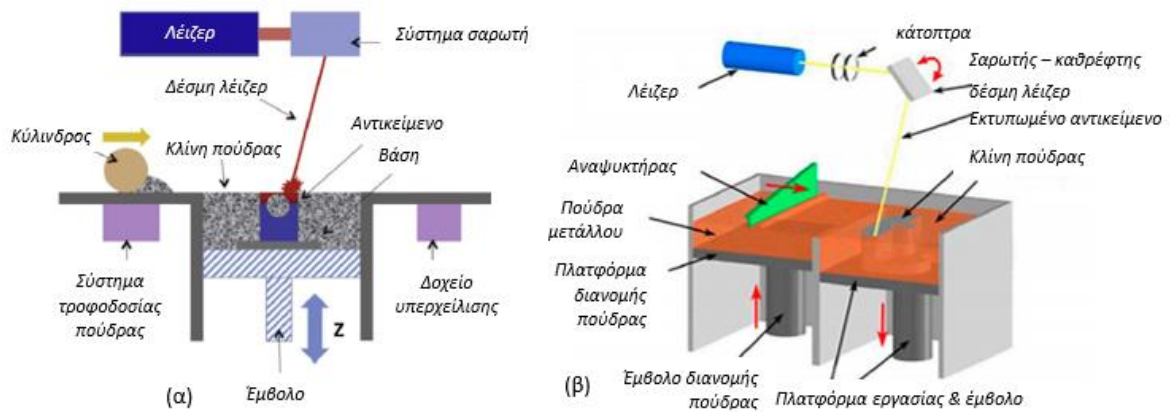 Λέιζερ
Σύστημα σαρωτή
Δέσμη λέιζερ
Κύλινδρος
Κλίνη πούδρας
Αντικείμενο
Βάση
Σύστημα
τροφοδοσίας
πούδρας
Δοχείο
υπερχείλισης
Z
Έμβολο
(α)
κάτοπτρα
Σαρωτής – καθρέφτης
Λέιζερ
δέσμη λέιζερ
Εκτυπωμένο αντικείμενο
Κλίνη πούδρας
Αναψυκτήρας
Πούδρα
μετάλλου
Πλατφόρμα
διανομής
πούδρας
Έμβολο διανομής
πούδρας
Πλατφόρμα εργασίας & έμβολο
(β)